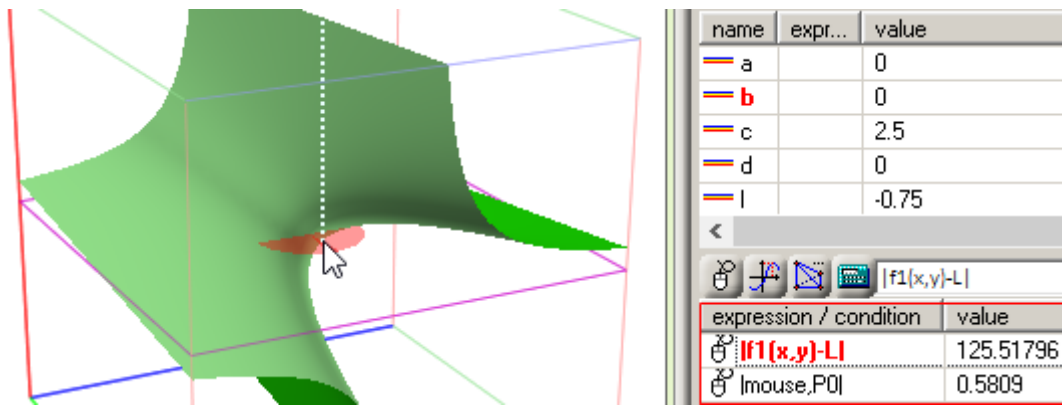 name expr... value
a 0
b 0
c 2.5
d 0
l -0.75
<
|f1(x,y)-L|
expression / condition value
|f1(x,y)-L| 125.51796
|mouse,P0| 0.5809